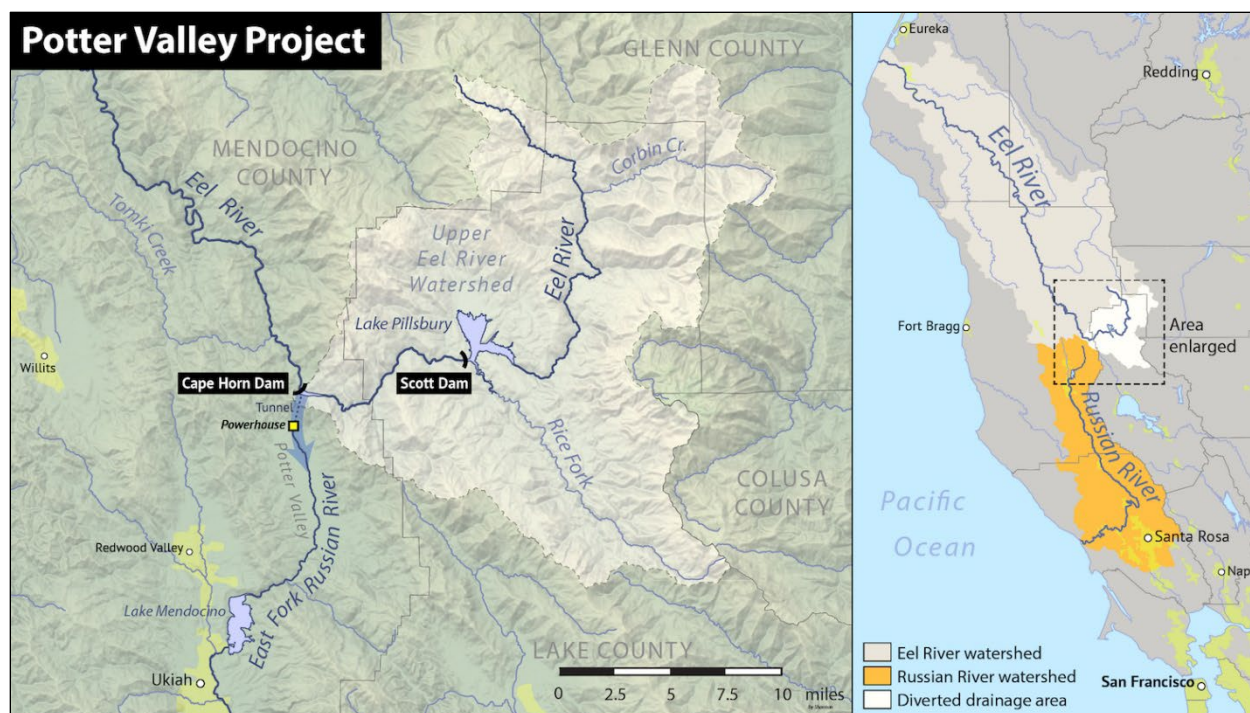 Potter Valley Project
GLENN COUNTY
MENDOCINO
COUNTY
Eel River
Corbin Cr.
Tomki Creek
Upper
Eel River
Watershed
Eel River
Lake Pillsbury
Willits
Cape Horn Dam
Scott Dam
Tunnel
Powerhouse
Potter Valley
Rice Fork
COLUSA
COUNTY
Redwood Valley
East Fork Russian River
Lake Mendocino
LAKE COUNTY
Ukiah
0 2.5 5 7.5 10 miles
Eureka
Redding
Eel River
Fort Bragg
Area
enlarged
Russian River
Pacific
Ocean
Santa Rosa
Nap
Eel River watershed
Russian River watershed
Diverted drainage area
San Francisco